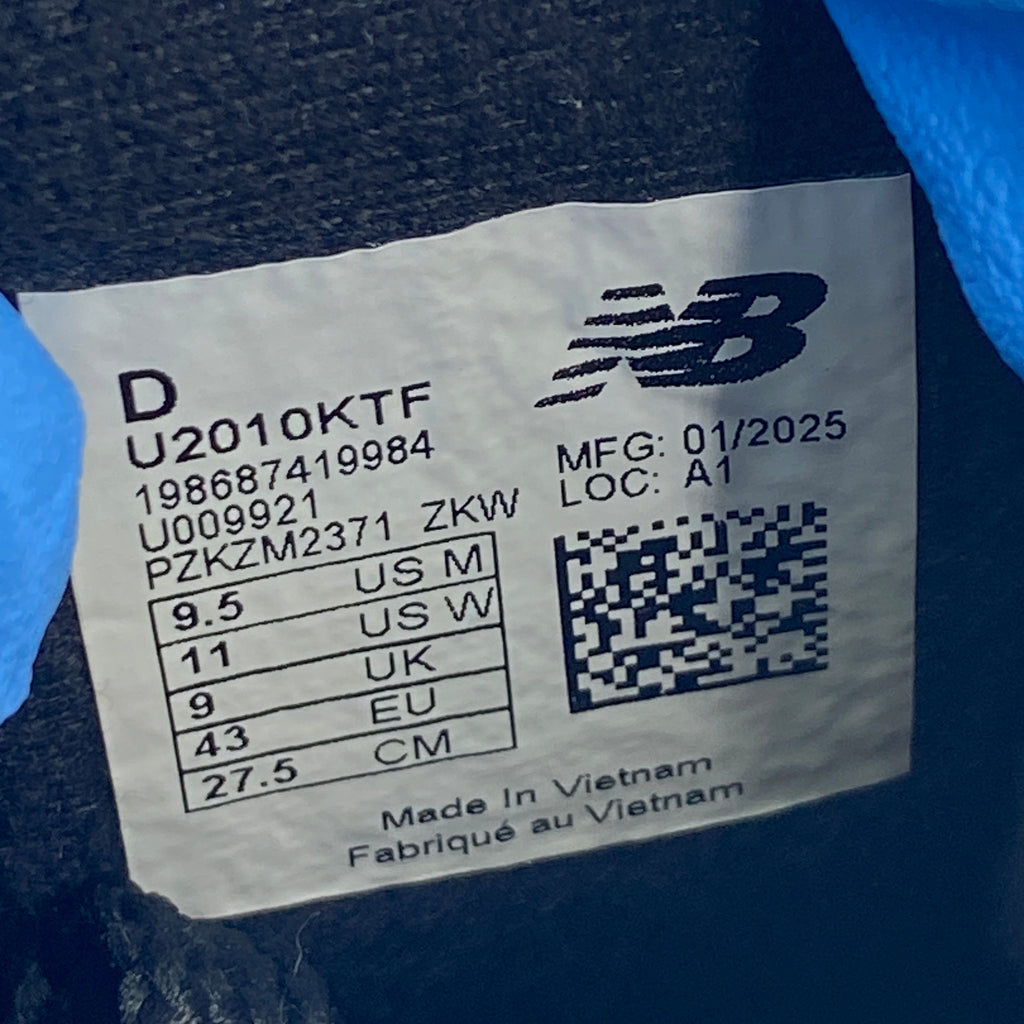 NB
D
U2010KTF
198687419984
U009921
PZKZM2371 ZKW
MFG: 01/2025
LOC: A1
9.5 US M
11 US W
9 UK
43 EU
27.5 CM
Made In Vietnam
Fabriqué au Vietnam